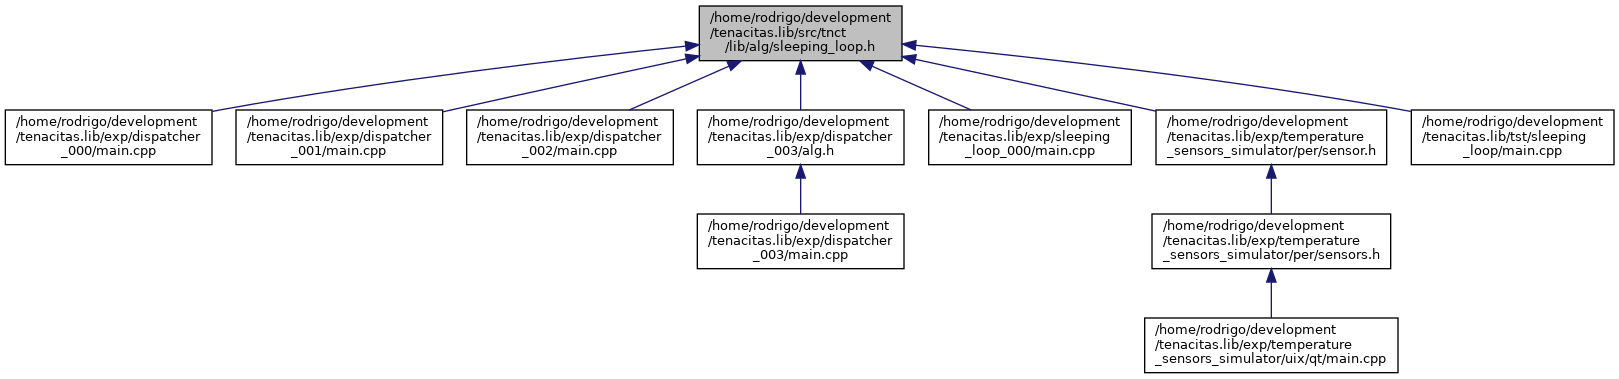 /home/rodrigo/development
/tenacitas.lib/src/tnct
/lib/alg/sleeping_loop.h
/home/rodrigo/development
/tenacitas.lib/exp/dispatcher
_000/main.cpp
/home/rodrigo/development
/tenacitas.lib/exp/dispatcher
_001/main.cpp
/home/rodrigo/development
/tenacitas.lib/exp/dispatcher
_002/main.cpp
/home/rodrigo/development
/tenacitas.lib/exp/dispatcher
_003/alg.h
/home/rodrigo/development
/tenacitas.lib/exp/sleeping
_loop_000/main.cpp
/home/rodrigo/development
/tenacitas.lib/exp/temperature
_sensors_simulator/per/sensor.h
/home/rodrigo/development
/tenacitas.lib/tst/sleeping
_loop/main.cpp
/home/rodrigo/development
/tenacitas.lib/exp/dispatcher
_003/main.cpp
/home/rodrigo/development
/tenacitas.lib/exp/temperature
_sensors_simulator/per/sensors.h
/home/rodrigo/development
/tenacitas.lib/exp/temperature
_sensors_simulator/uix/qt/main.cpp